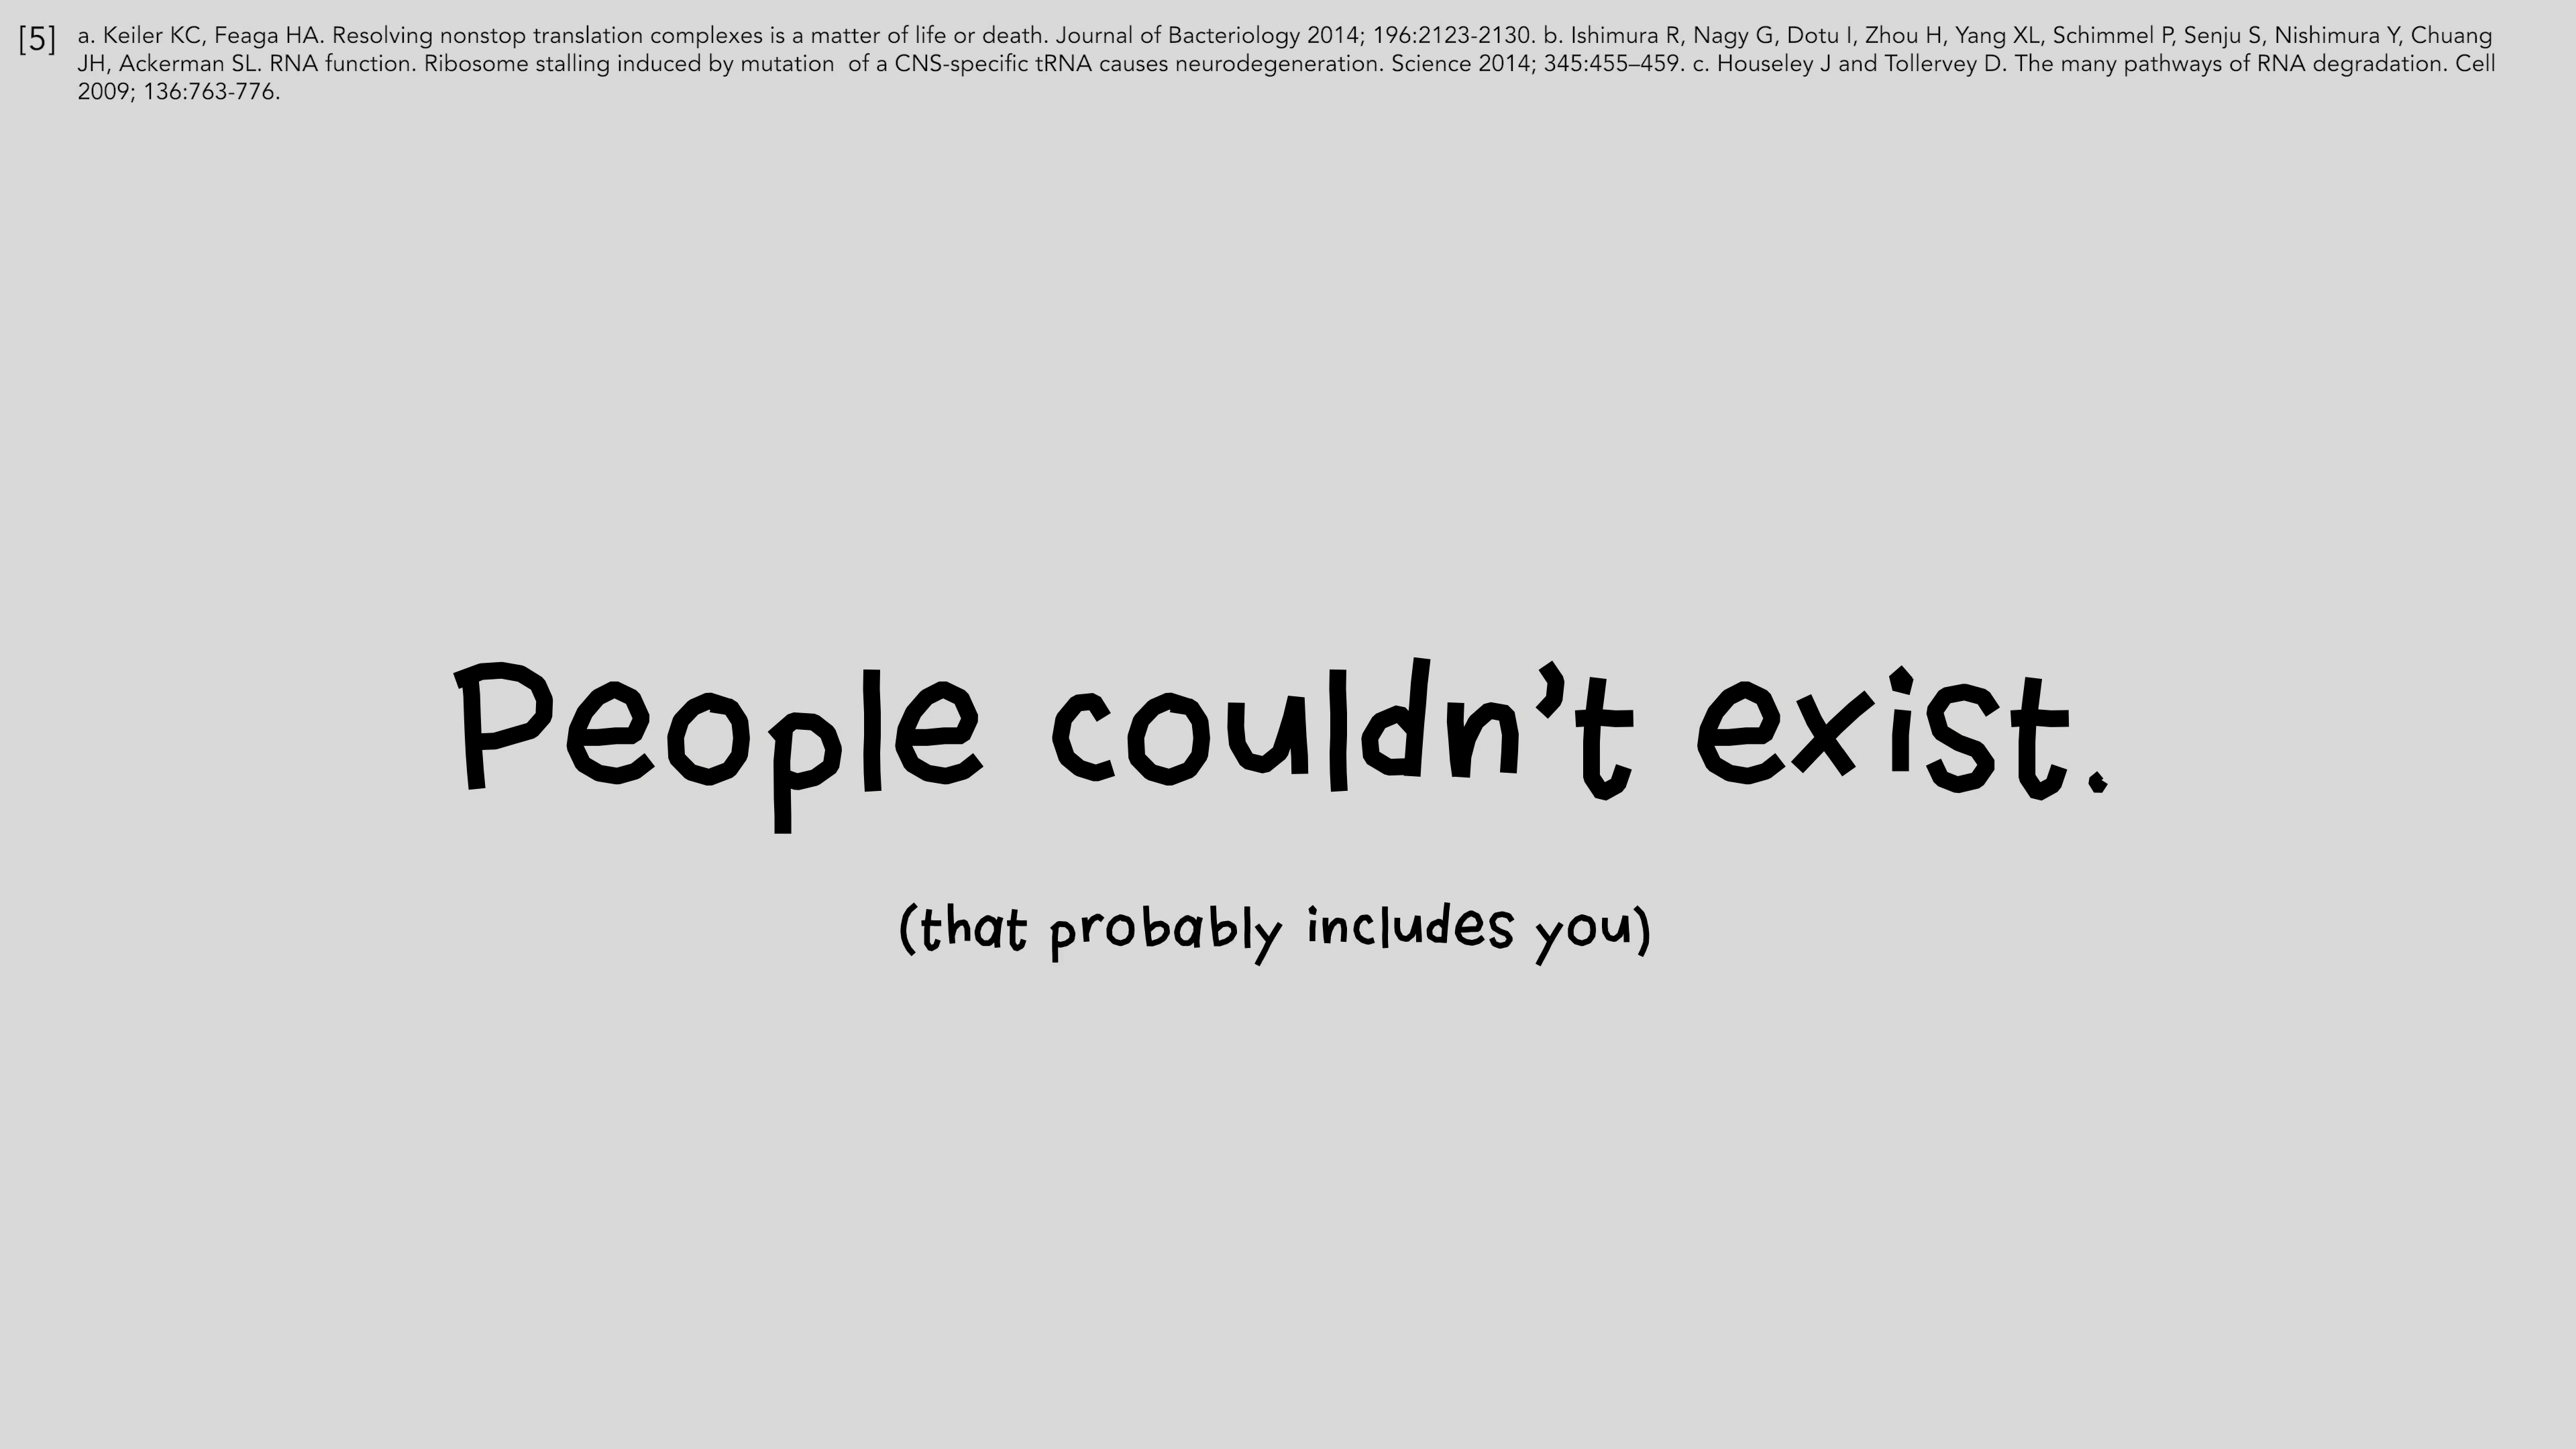 [5] a. Keiler KC, Feaga HA. Resolving nonstop translation complexes is a matter of life or death. Journal of Bacteriology 2014; 196:2123-2130. b. Ishimura R, Nagy G, Dotu I, Zhou H, Yang XL, Schimmel P, Senju S, Nishimura Y, Chuang
JH, Ackerman SL. RNA function. Ribosome stalling induced by mutation  of a CNS-specific tRNA causes neurodegeneration. Science 2014; 345:455–459. c. Houseley J and Tollervey D. The many pathways of RNA degradation. Cell
2009; 136:763-776.
People couldn’t exist.
(that probably includes you)